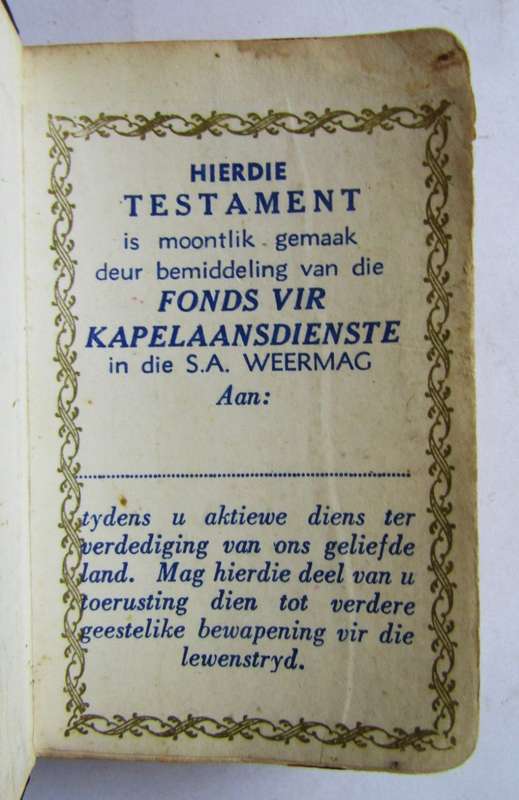 HIERDIE
TESTAMENT
is moontlik gemaak
deur bemiddeling van die
FONDS VIR
KAPELAANSDIENSTE
in die S.A. WEERMAG
Aan:
tydens u aktiewe diens ter
verdediging van ons geliefde
land. Mag hierdie deel van u
toerusting dien tot verdere
geestelike bewapening vir die
lewenstryd.